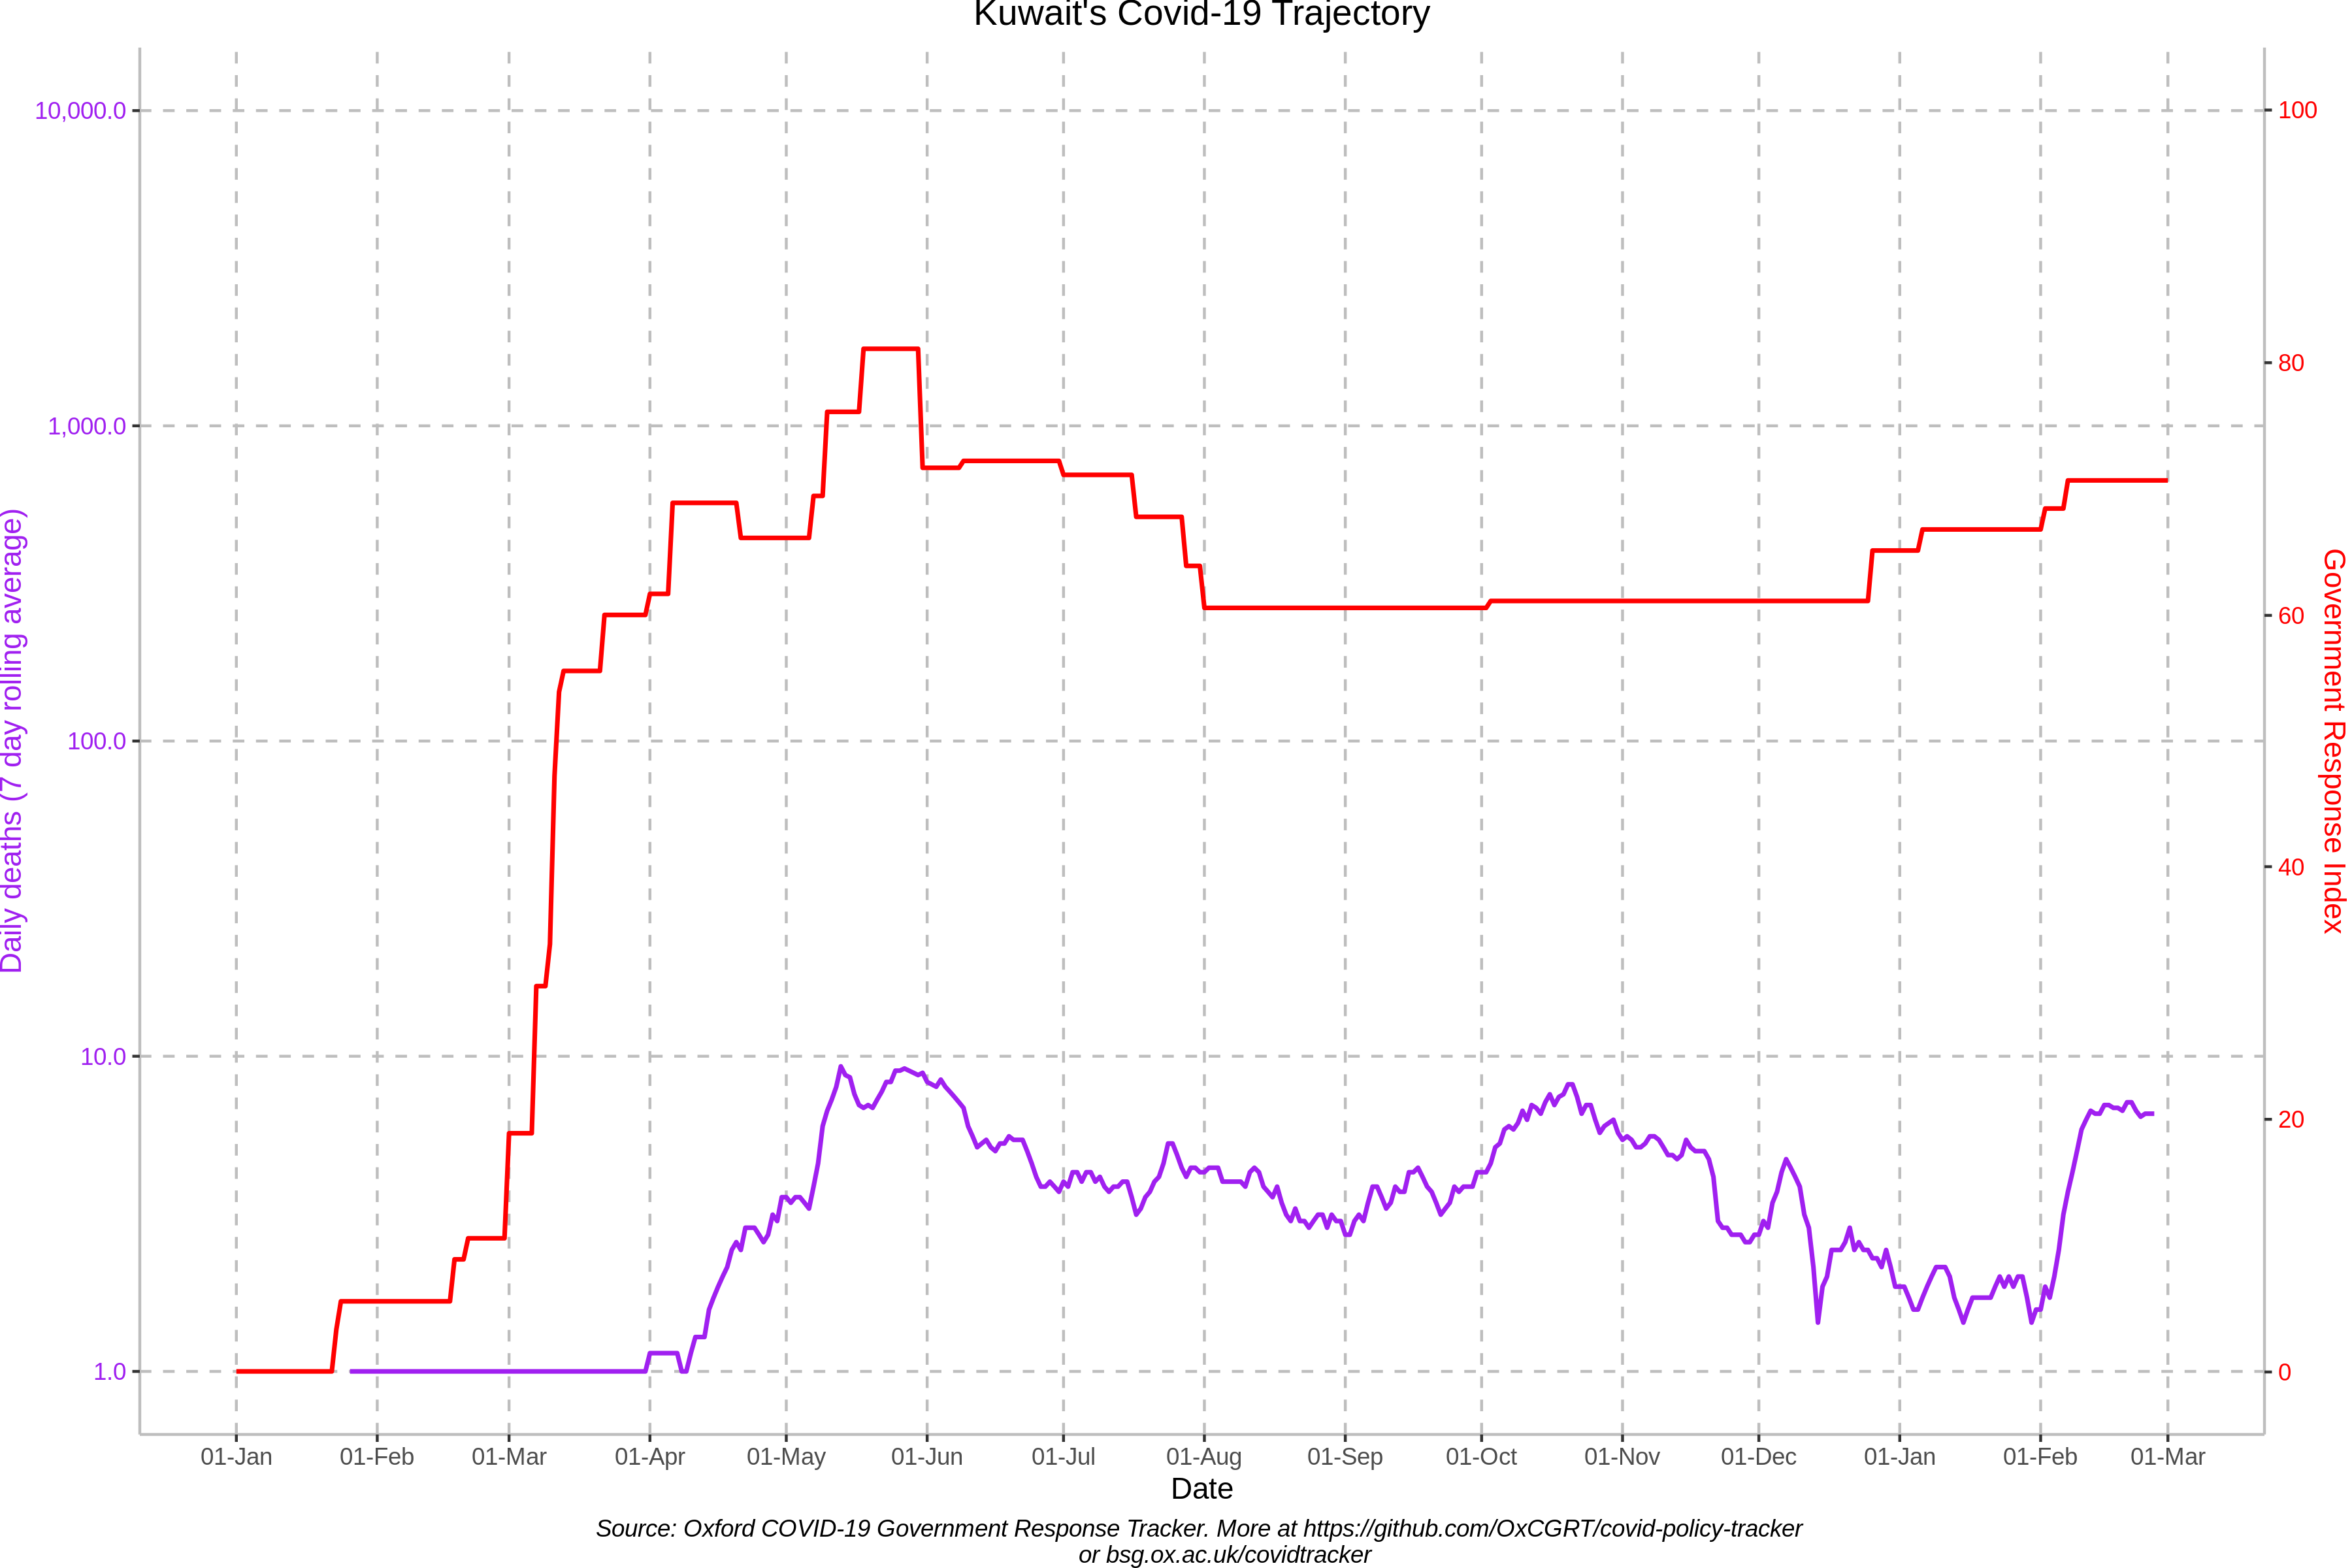 Kuwait's Covid-19 Trajectory
10,000.0
1,000.0
100.0
10.0
1.0
Daily deaths (7 day rolling average)
100
80
60
40
20
0
Government Response Index
01-Jan 01-Feb 01-Mar 01-Apr 01-May 01-Jun 01-Jul 01-Aug 01-Sep 01-Oct 01-Nov 01-Dec 01-Jan 01-Feb 01-Mar
Date
Source: Oxford COVID-19 Government Response Tracker. More at https://github.com/OxCGRT/covid-policy-tracker
or bsg.ox.ac.uk/covidtracker